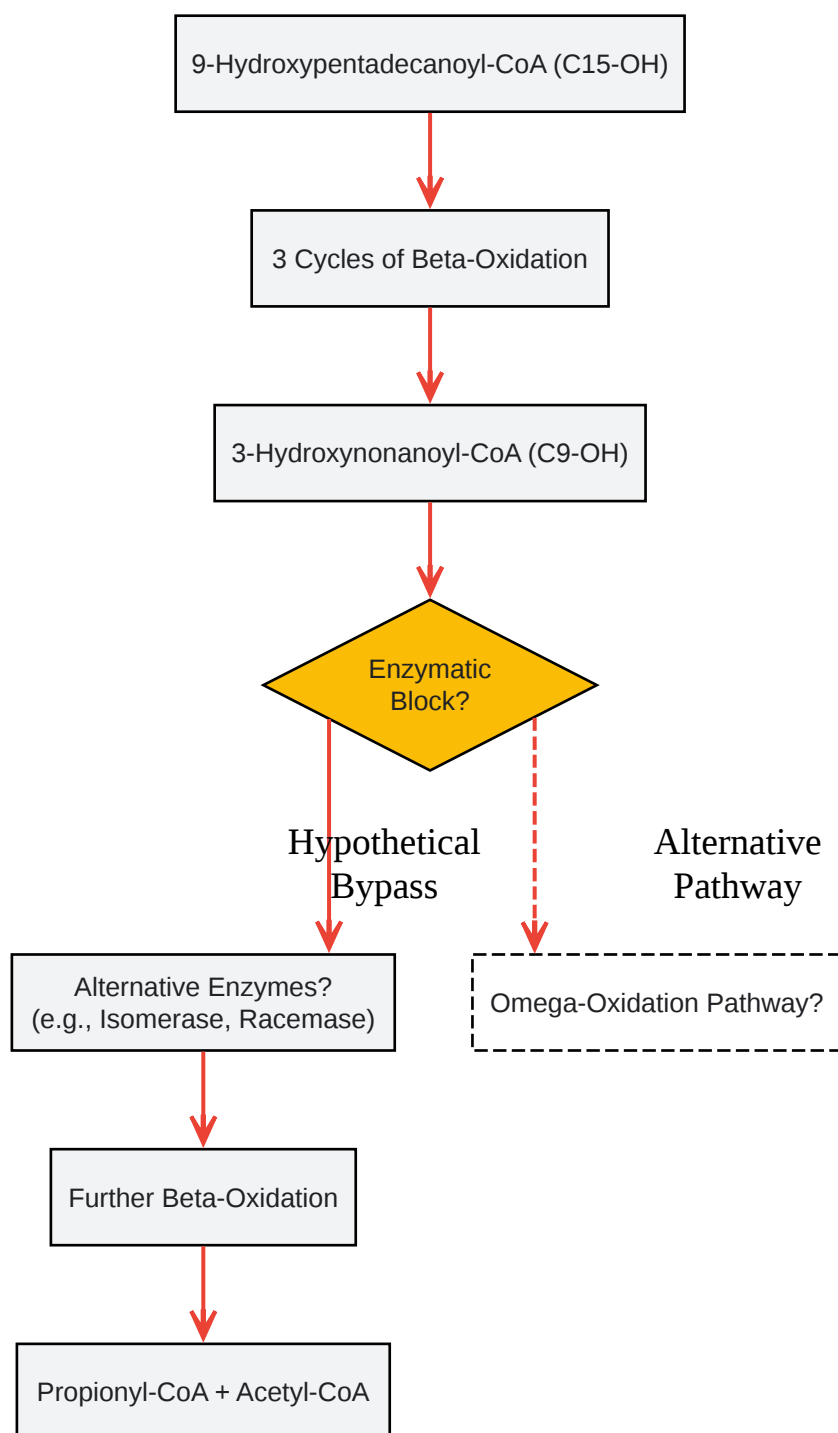 9-Hydroxypentadecanoyl-CoA (C15-OH)
3 Cycles of Beta-Oxidation
3-Hydroxynonanoyl-CoA (C9-OH)
Enzymatic
Block?
Hypothetical
Bypass
Alternative
Pathway
Alternative Enzymes?
(e.g., Isomerase, Racemase)
Omega-Oxidation Pathway?
Further Beta-Oxidation
Propionyl-CoA + Acetyl-CoA